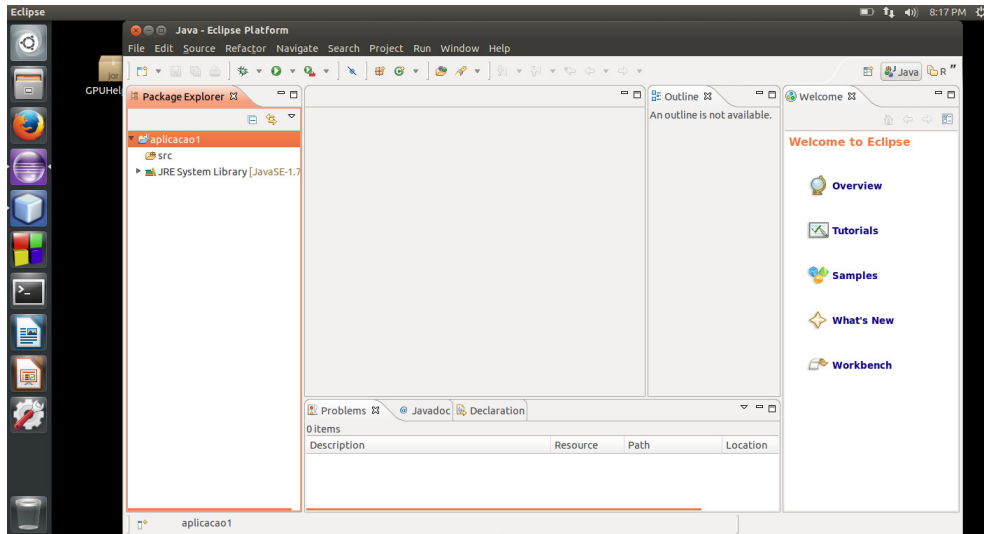 Eclipse
8:17 PM
Java - Eclipse Platform
File Edit Source Refactor Navigate Search Project Run Window Help
Java R
jar
GPUHel
Package Explorer
aplicacao1
src
JRE System Library [JavaSE-1.7
Outline
An outline is not available.
Welcome
Welcome to Eclipse
Overview
Tutorials
Samples
What's New
Workbench
Problems @ Javadoc Declaration
0 items
Description Resource Path Location
aplicacao1